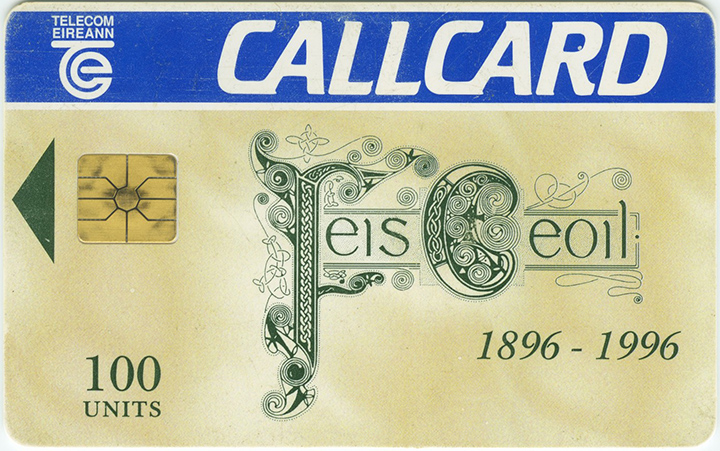 TELECOM
EIREANN
CALLCARD
Feis Ceoil
1896 - 1996
100
UNITS